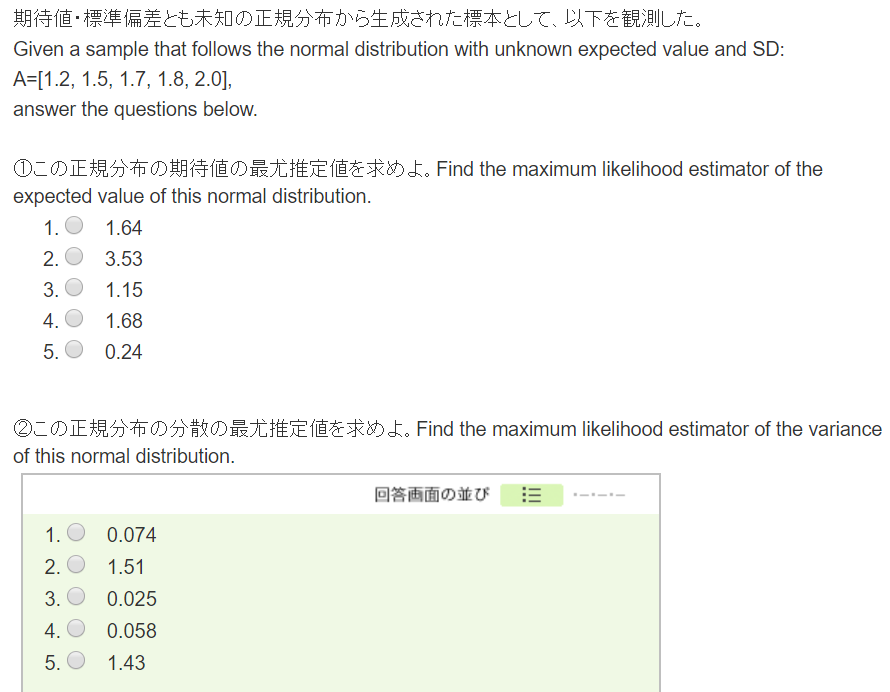 期待値・標準偏差とも未知の正規分布から生成された標本として、以下を観測した。
Given a sample that follows the normal distribution with unknown expected value and SD:
A=[1.2, 1.5, 1.7, 1.8, 2.0],
answer the questions below.
①この正規分布の期待値の最尤推定値を求めよ。Find the maximum likelihood estimator of the
expected value of this normal distribution.
1. 1.64
2. 3.53
3. 1.15
4. 1.68
5. 0.24
②この正規分布の分散の最尤推定値を求めよ。Find the maximum likelihood estimator of the variance
of this normal distribution.
回答画面の並び
1. 0.074
2. 1.51
3. 0.025
4. 0.058
5. 1.43